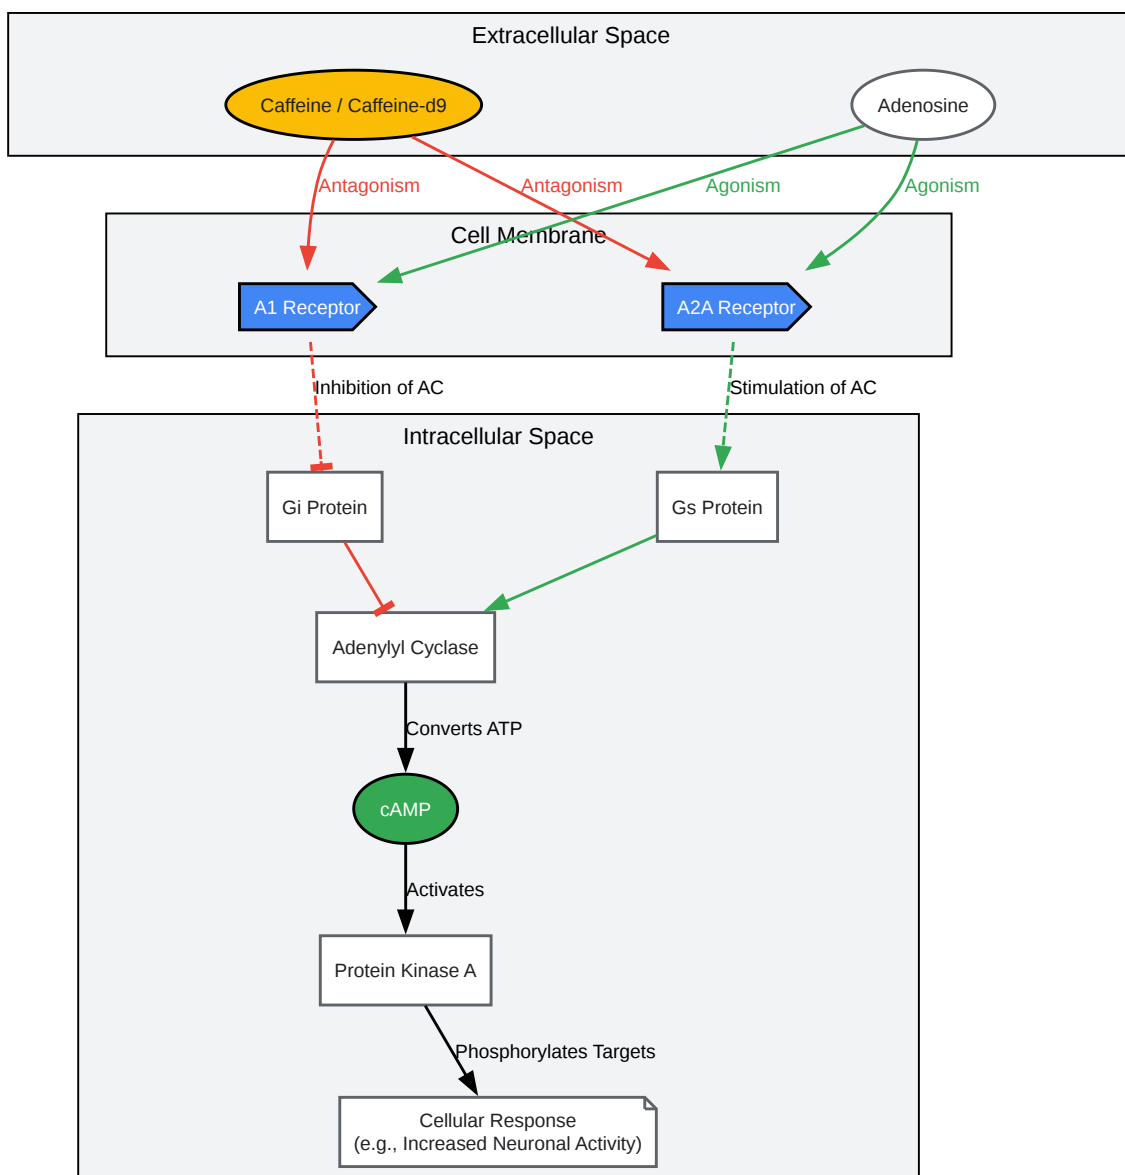 Extracellular Space
Caffeine / Caffeine-d9
Adenosine
Antagonism
Antagonism
Agonism
Agonism
Cell Membrane
A1 Receptor
A2A Receptor
Inhibition of AC
Stimulation of AC
Intracellular Space
Gi Protein
Gs Protein
Adenylyl Cyclase
Converts ATP
cAMP
Activates
Protein Kinase A
Phosphorylates Targets
Cellular Response
(e.g., Increased Neuronal Activity)